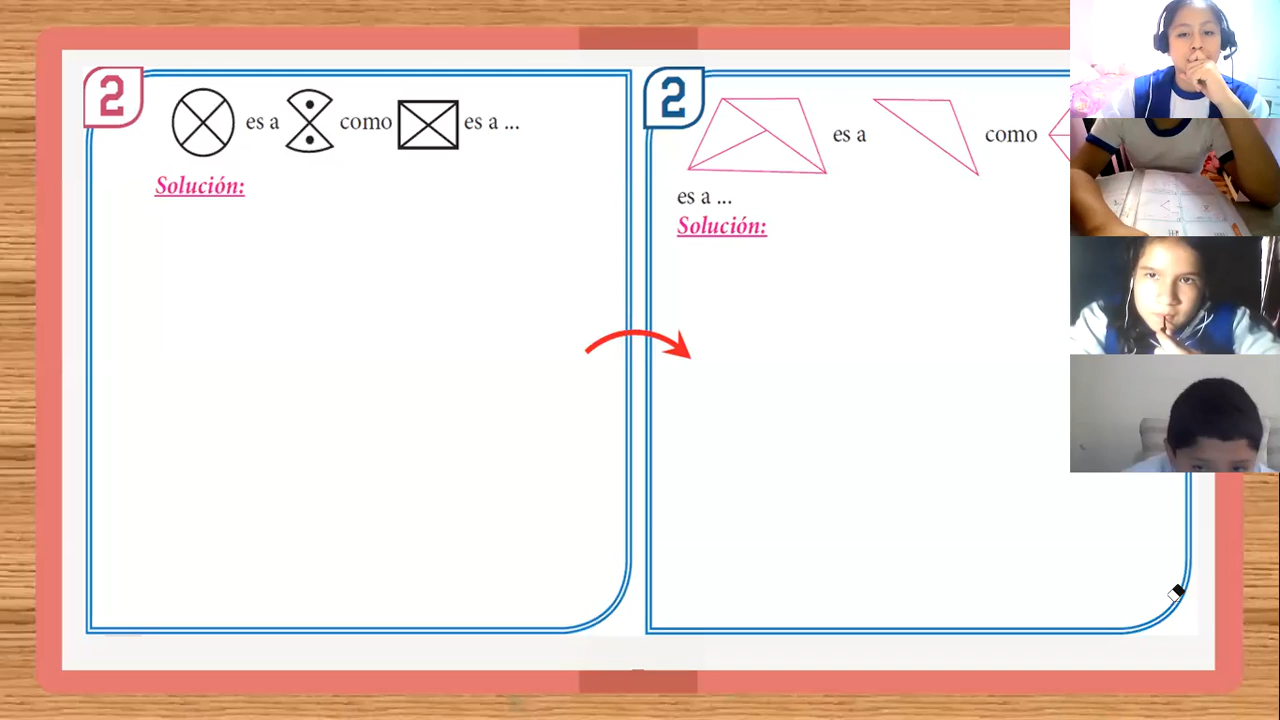 2
es a como es a ...
Solución:
2
es a como
es a ...
Solución: